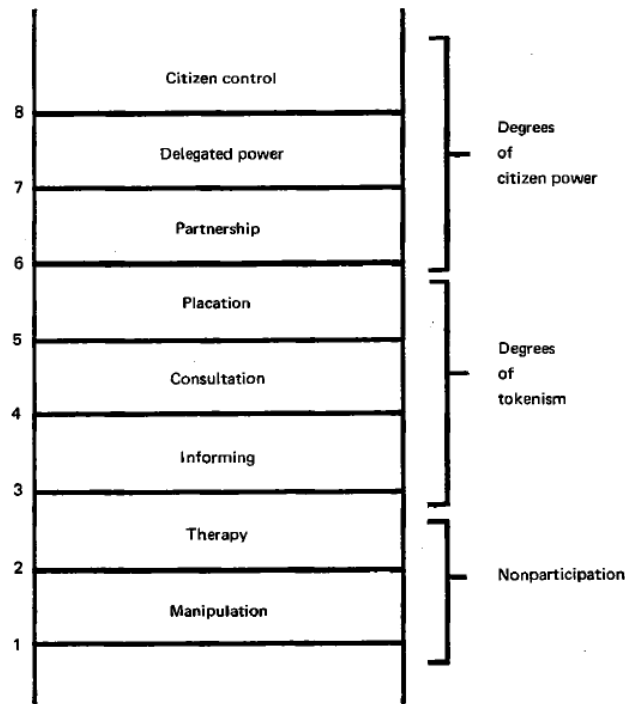 Citizen control
8
Delegated power
7
Partnership
6
Placation
5
Consultation
4
Informing
3
Therapy
2
Manipulation
1
Degrees
of
citizen power
Degrees
of
tokenism
Nonparticipation